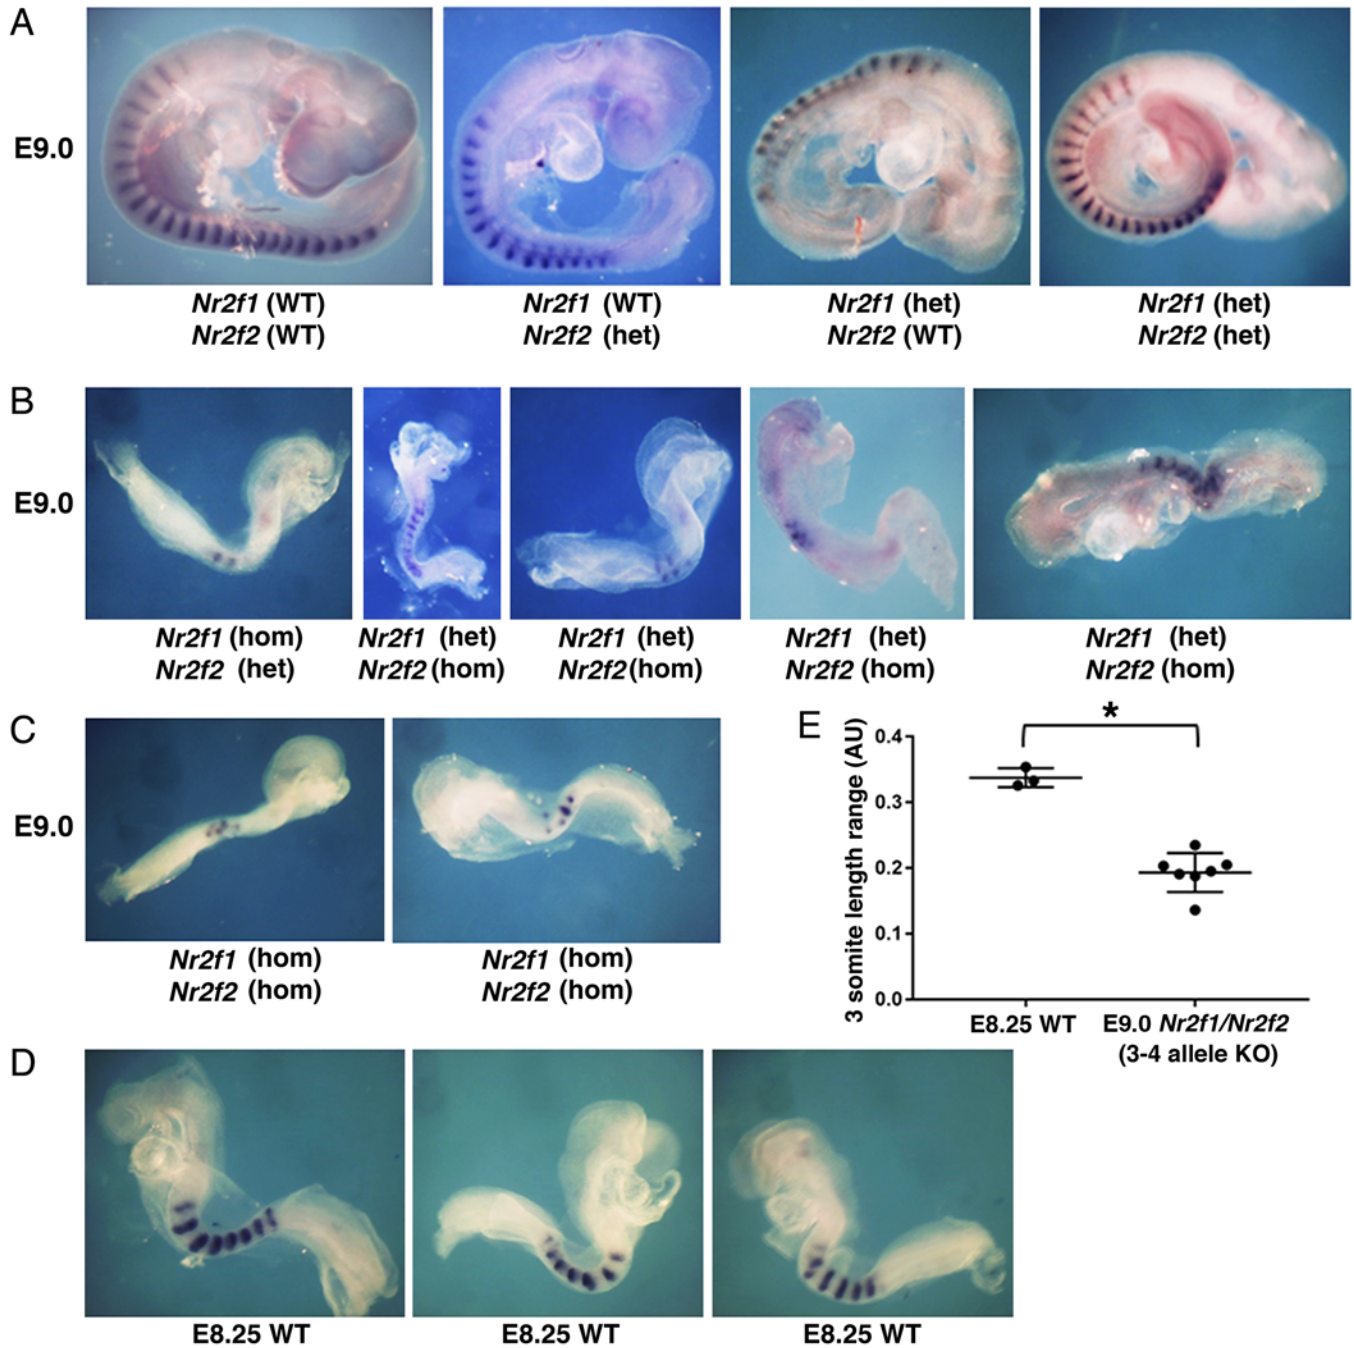 A
E9.0
Nr2f1 (WT)
Nr2f2 (WT)
Nr2f1 (WT)
Nr2f2 (het)
Nr2f1 (het)
Nr2f2 (WT)
Nr2f1 (het)
Nr2f2 (het)
B
E9.0
Nr2f1 (hom)
Nr2f2 (het)
Nr2f1 (het)
Nr2f2 (hom)
Nr2f1 (het)
Nr2f2 (hom)
Nr2f1 (het)
Nr2f2 (hom)
Nr2f1 (het)
Nr2f2 (hom)
C
E9.0
Nr2f1 (hom)
Nr2f2 (hom)
Nr2f1 (hom)
Nr2f2 (hom)
E
*
3 somite length range (AU)
0.4
0.3
0.2
0.1
0.0
E8.25 WT
E9.0 Nr2f1/Nr2f2
(3-4 allele KO)
D
E8.25 WT
E8.25 WT
E8.25 WT